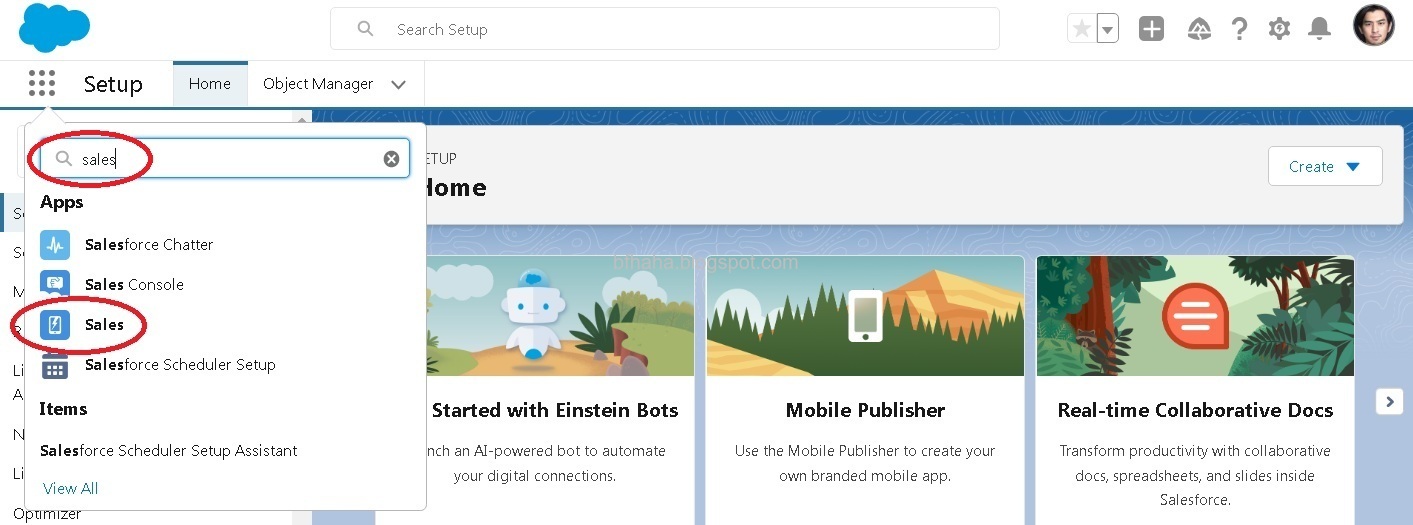 Search Setup
Setup
Home
Object Manager
sales
Apps
Salesforce Chatter
Sales Console
Sales
Salesforce Scheduler Setup
Items
Salesforce Scheduler Setup Assistant
View All
Optimizer
ETUP
Home
Create
bfhaha.blogspot.com
Started with Einstein Bots
nch an AI-powered bot to automate
your digital connections.
Mobile Publisher
Use the Mobile Publisher to create your
own branded mobile app.
Real-time Collaborative Docs
Transform productivity with collaborative
docs, spreadsheets, and slides inside
Salesforce.